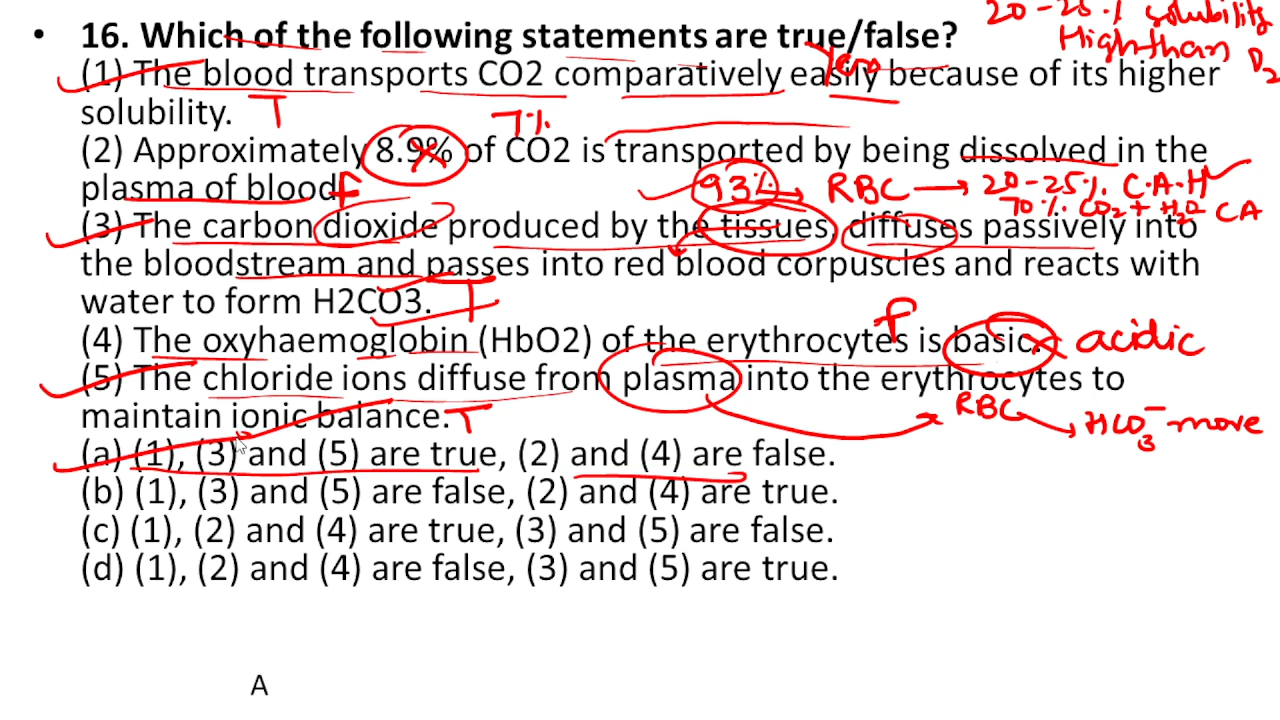 20-25% solubility
High than O2
• 16. Which of the following statements are true/false?
(1) The blood transports CO2 comparatively easily because of its higher
solubility. T
7%
(2) Approximately 8.9% of CO2 is transported by being dissolved in the
plasma of blood. f 93% → RBC → 20-25% C.A.H
70% CO2 + H2O CA
(3) The carbon dioxide produced by the tissues, diffuses passively into
the bloodstream and passes into red blood corpuscles and reacts with
water to form H2CO3. T
f
(4) The oxyhaemoglobin (HbO2) of the erythrocytes is basic. acidic
(5) The chloride ions diffuse from plasma into the erythrocytes to
maintain ionic balance. T RBC HCO3- move
(a) (1), (3) and (5) are true, (2) and (4) are false.
(b) (1), (3) and (5) are false, (2) and (4) are true.
(c) (1), (2) and (4) are true, (3) and (5) are false.
(d) (1), (2) and (4) are false, (3) and (5) are true.
A